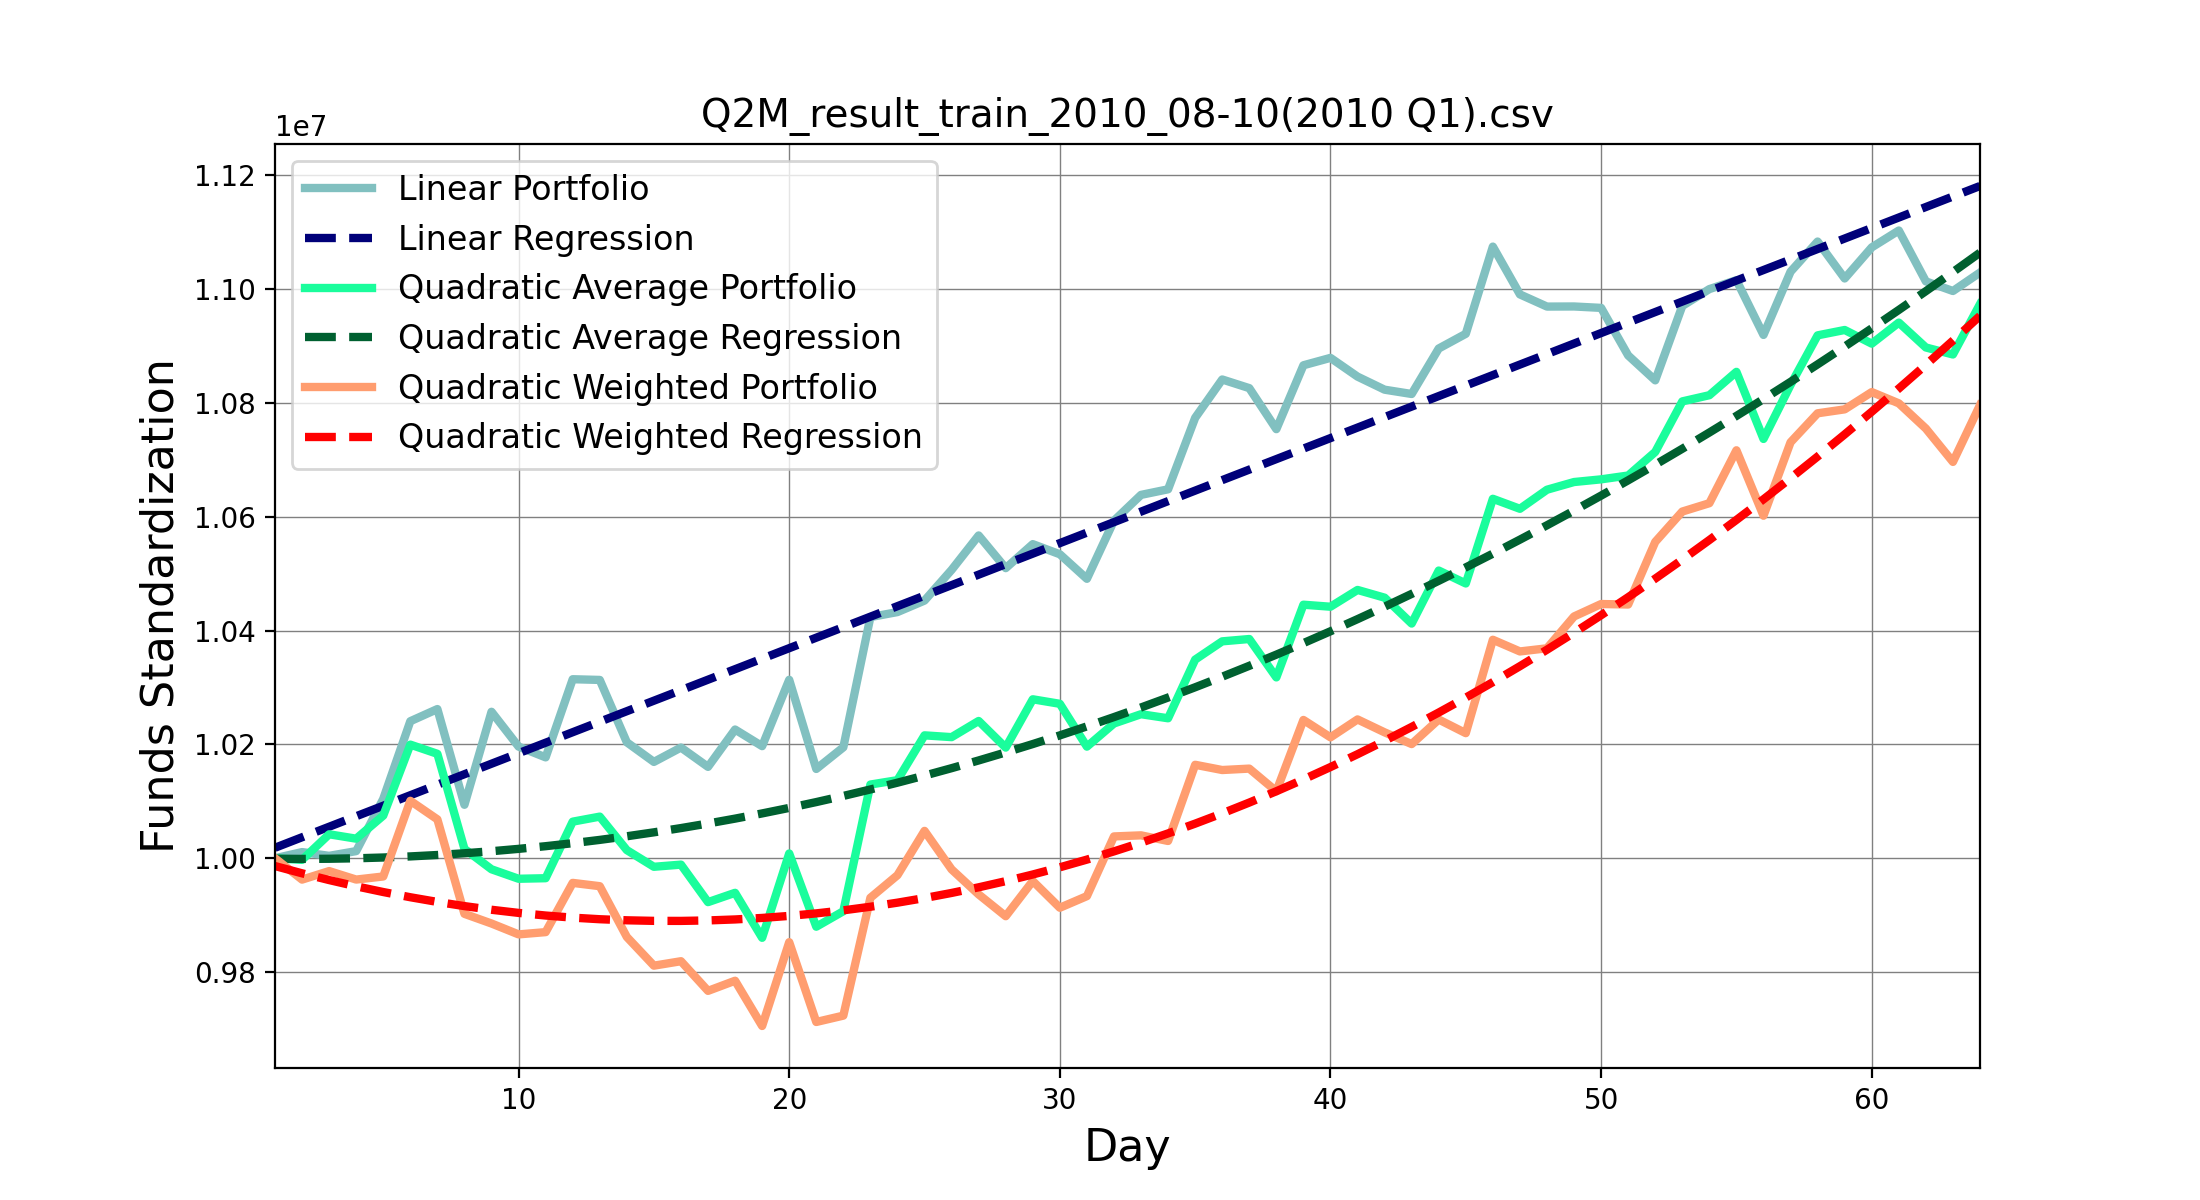 Q2M_result_train_2010_08-10(2010 Q1).csv
1e7
1.12
1.10
1.08
1.06
1.04
1.02
1.00
0.98
Funds Standardization
Linear Portfolio
Linear Regression
Quadratic Average Portfolio
Quadratic Average Regression
Quadratic Weighted Portfolio
Quadratic Weighted Regression
10 20 30 40 50 60
Day